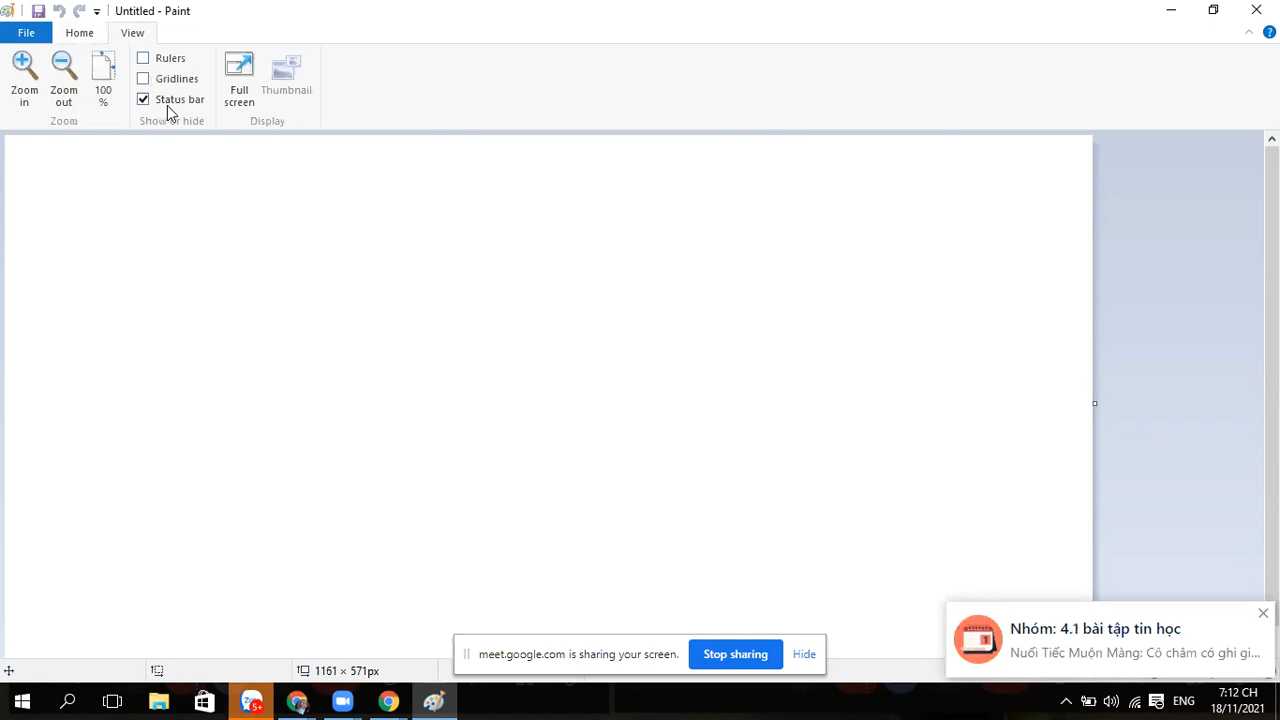 Untitled - Paint
File Home View
Rulers
Gridlines
Status bar
Zoom in
Zoom out
100 %
Full screen
Thumbnail
Zoom
Show or hide
Display
Nhóm: 4.1 bài tập tin học
Nuối Tiếc Muộn Màng: Cô chấm có ghi gi...
meet.google.com is sharing your screen.
Stop sharing
Hide
1161 × 571px
5+
ENG
7:12 CH
18/11/2021